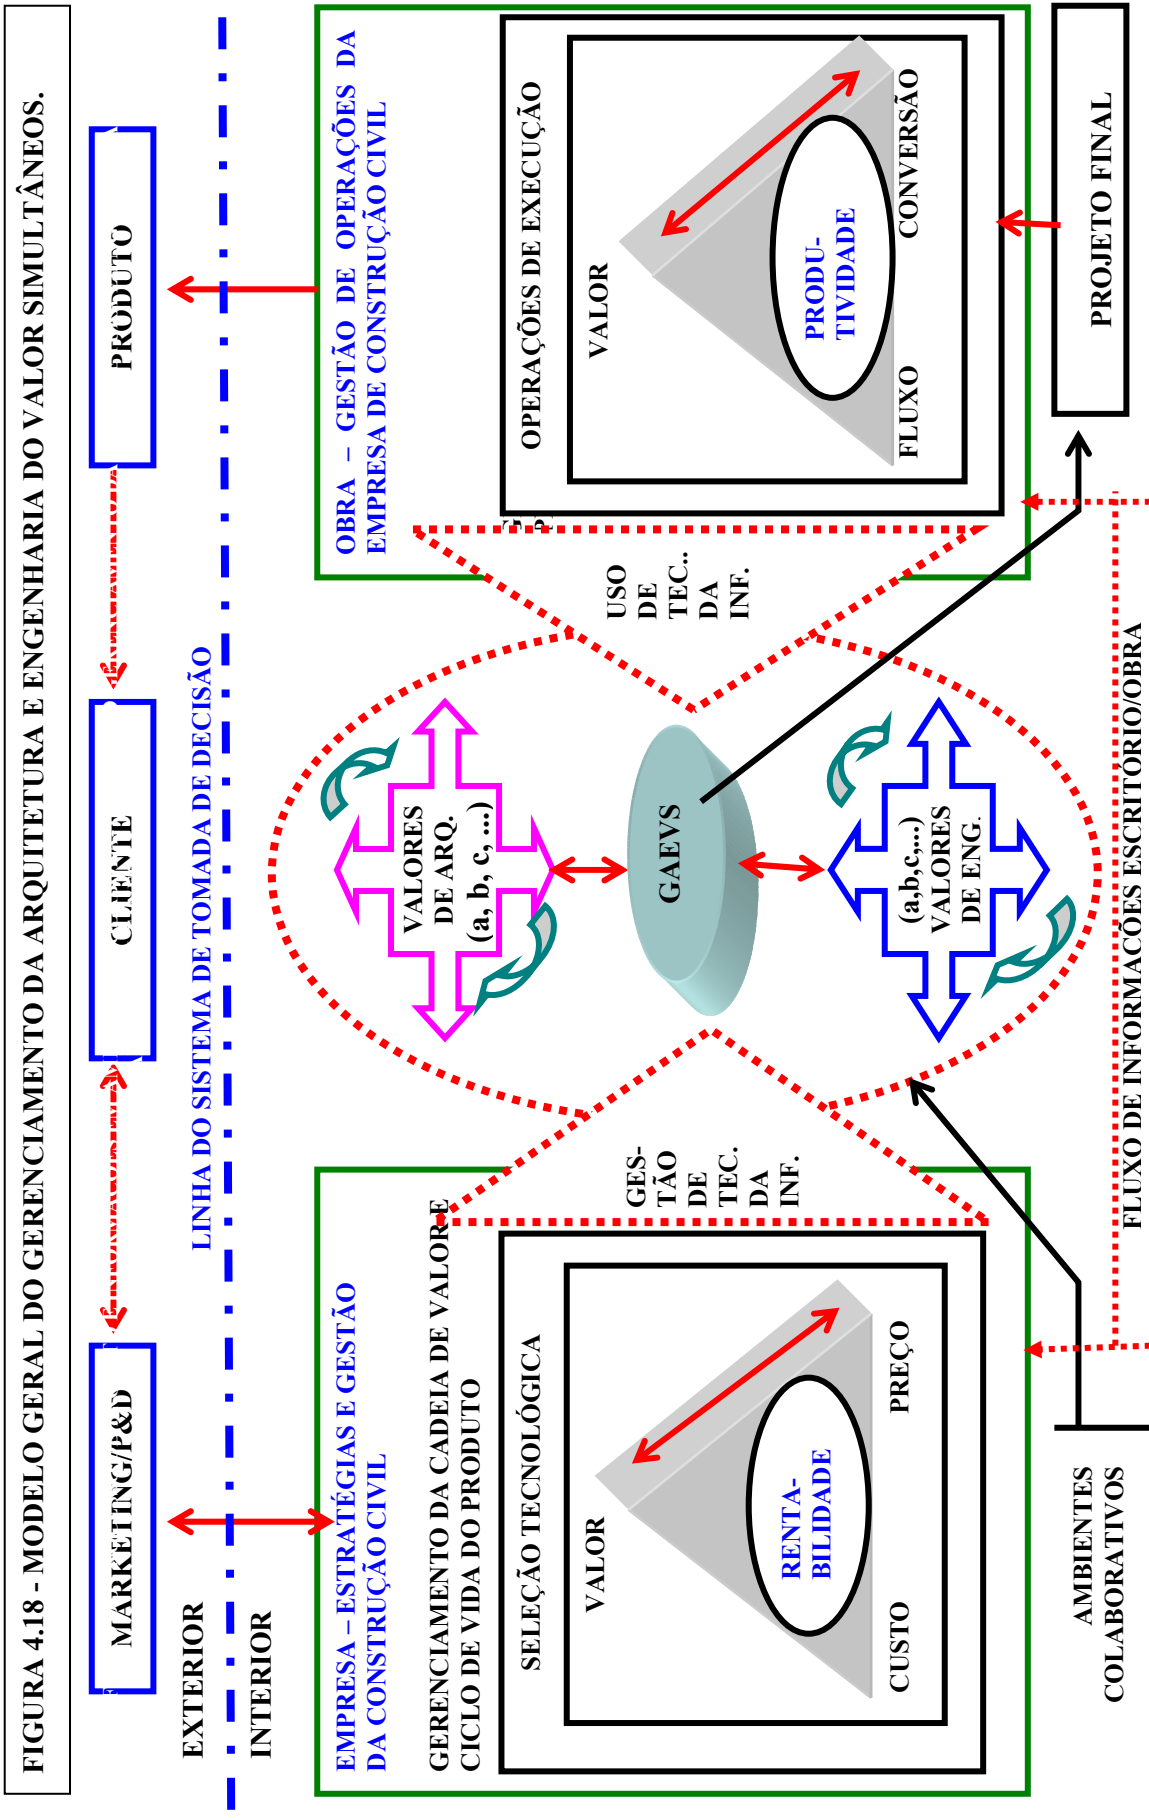 FIGURA 4.18 - MODELO GERAL DO GERENCIAMENTO DA ARQUITETURA E ENGENHARIA DO VALOR SIMULTÂNEOS.
MARKETING/P&D
CLIENTE
PRODUTO
EXTERIOR
LINHA DO SISTEMA DE TOMADA DE DECISÃO
INTERIOR
EMPRESA – ESTRATÉGIAS E GESTÃO
DA CONSTRUÇÃO CIVIL
GERENCIAMENTO DA CADEIA DE VALOR E
CICLO DE VIDA DO PRODUTO
SELEÇÃO TECNOLÓGICA
VALOR
RENTA-
BILIDADE
CUSTO
PREÇO
GES-
TÃO
DE
TEC.
DA
INF.
VALORES
DE ARQ.
(a, b, c, ...)
GAEVS
(a,b,c,...)
VALORES
DE ENG.
USO
DE
TEC..
DA
INF.
OBRA – GESTÃO DE OPERAÇÕES DA
EMPRESA DE CONSTRUÇÃO CIVIL
OPERAÇÕES DE EXECUÇÃO
VALOR
PRODU-
TIVIDADE
FLUXO
CONVERSÃO
AMBIENTES
COLABORATIVOS
FLUXO DE INFORMAÇÕES ESCRITORIO/OBRA
PROJETO FINAL